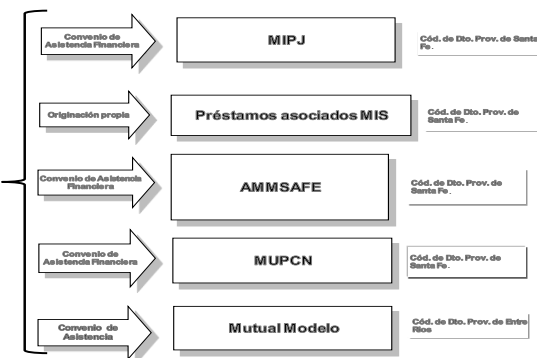 Convenio de
Asistencia Financiera
MIPJ
Cód. de Dto. Prov. de Santa
Fe.
Originación propia
Préstamos asociados MIS
Cód. de Dto. Prov. de
Santa Fe.
Convenio de Asistencia
Financiera
AMMSAFE
Cód. de Dto. Prov. de
Santa Fe.
Convenio de
Asistencia Financiera
MUPCN
Cód. de Dto. Prov. de
Santa Fe.
Convenio de
Asistencia
Mutual Modelo
Cód. de Dto. Prov. de Entre
Rios